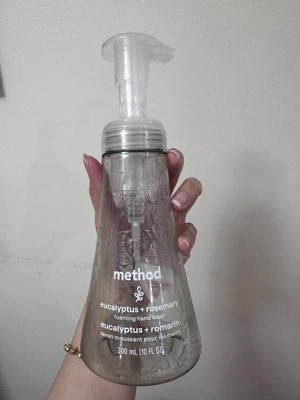 method
eucalyptus + rosemary
foaming hand wash
eucalyptus + romarin
savon moussant pour les mains
300 mL (10 FL OZ)